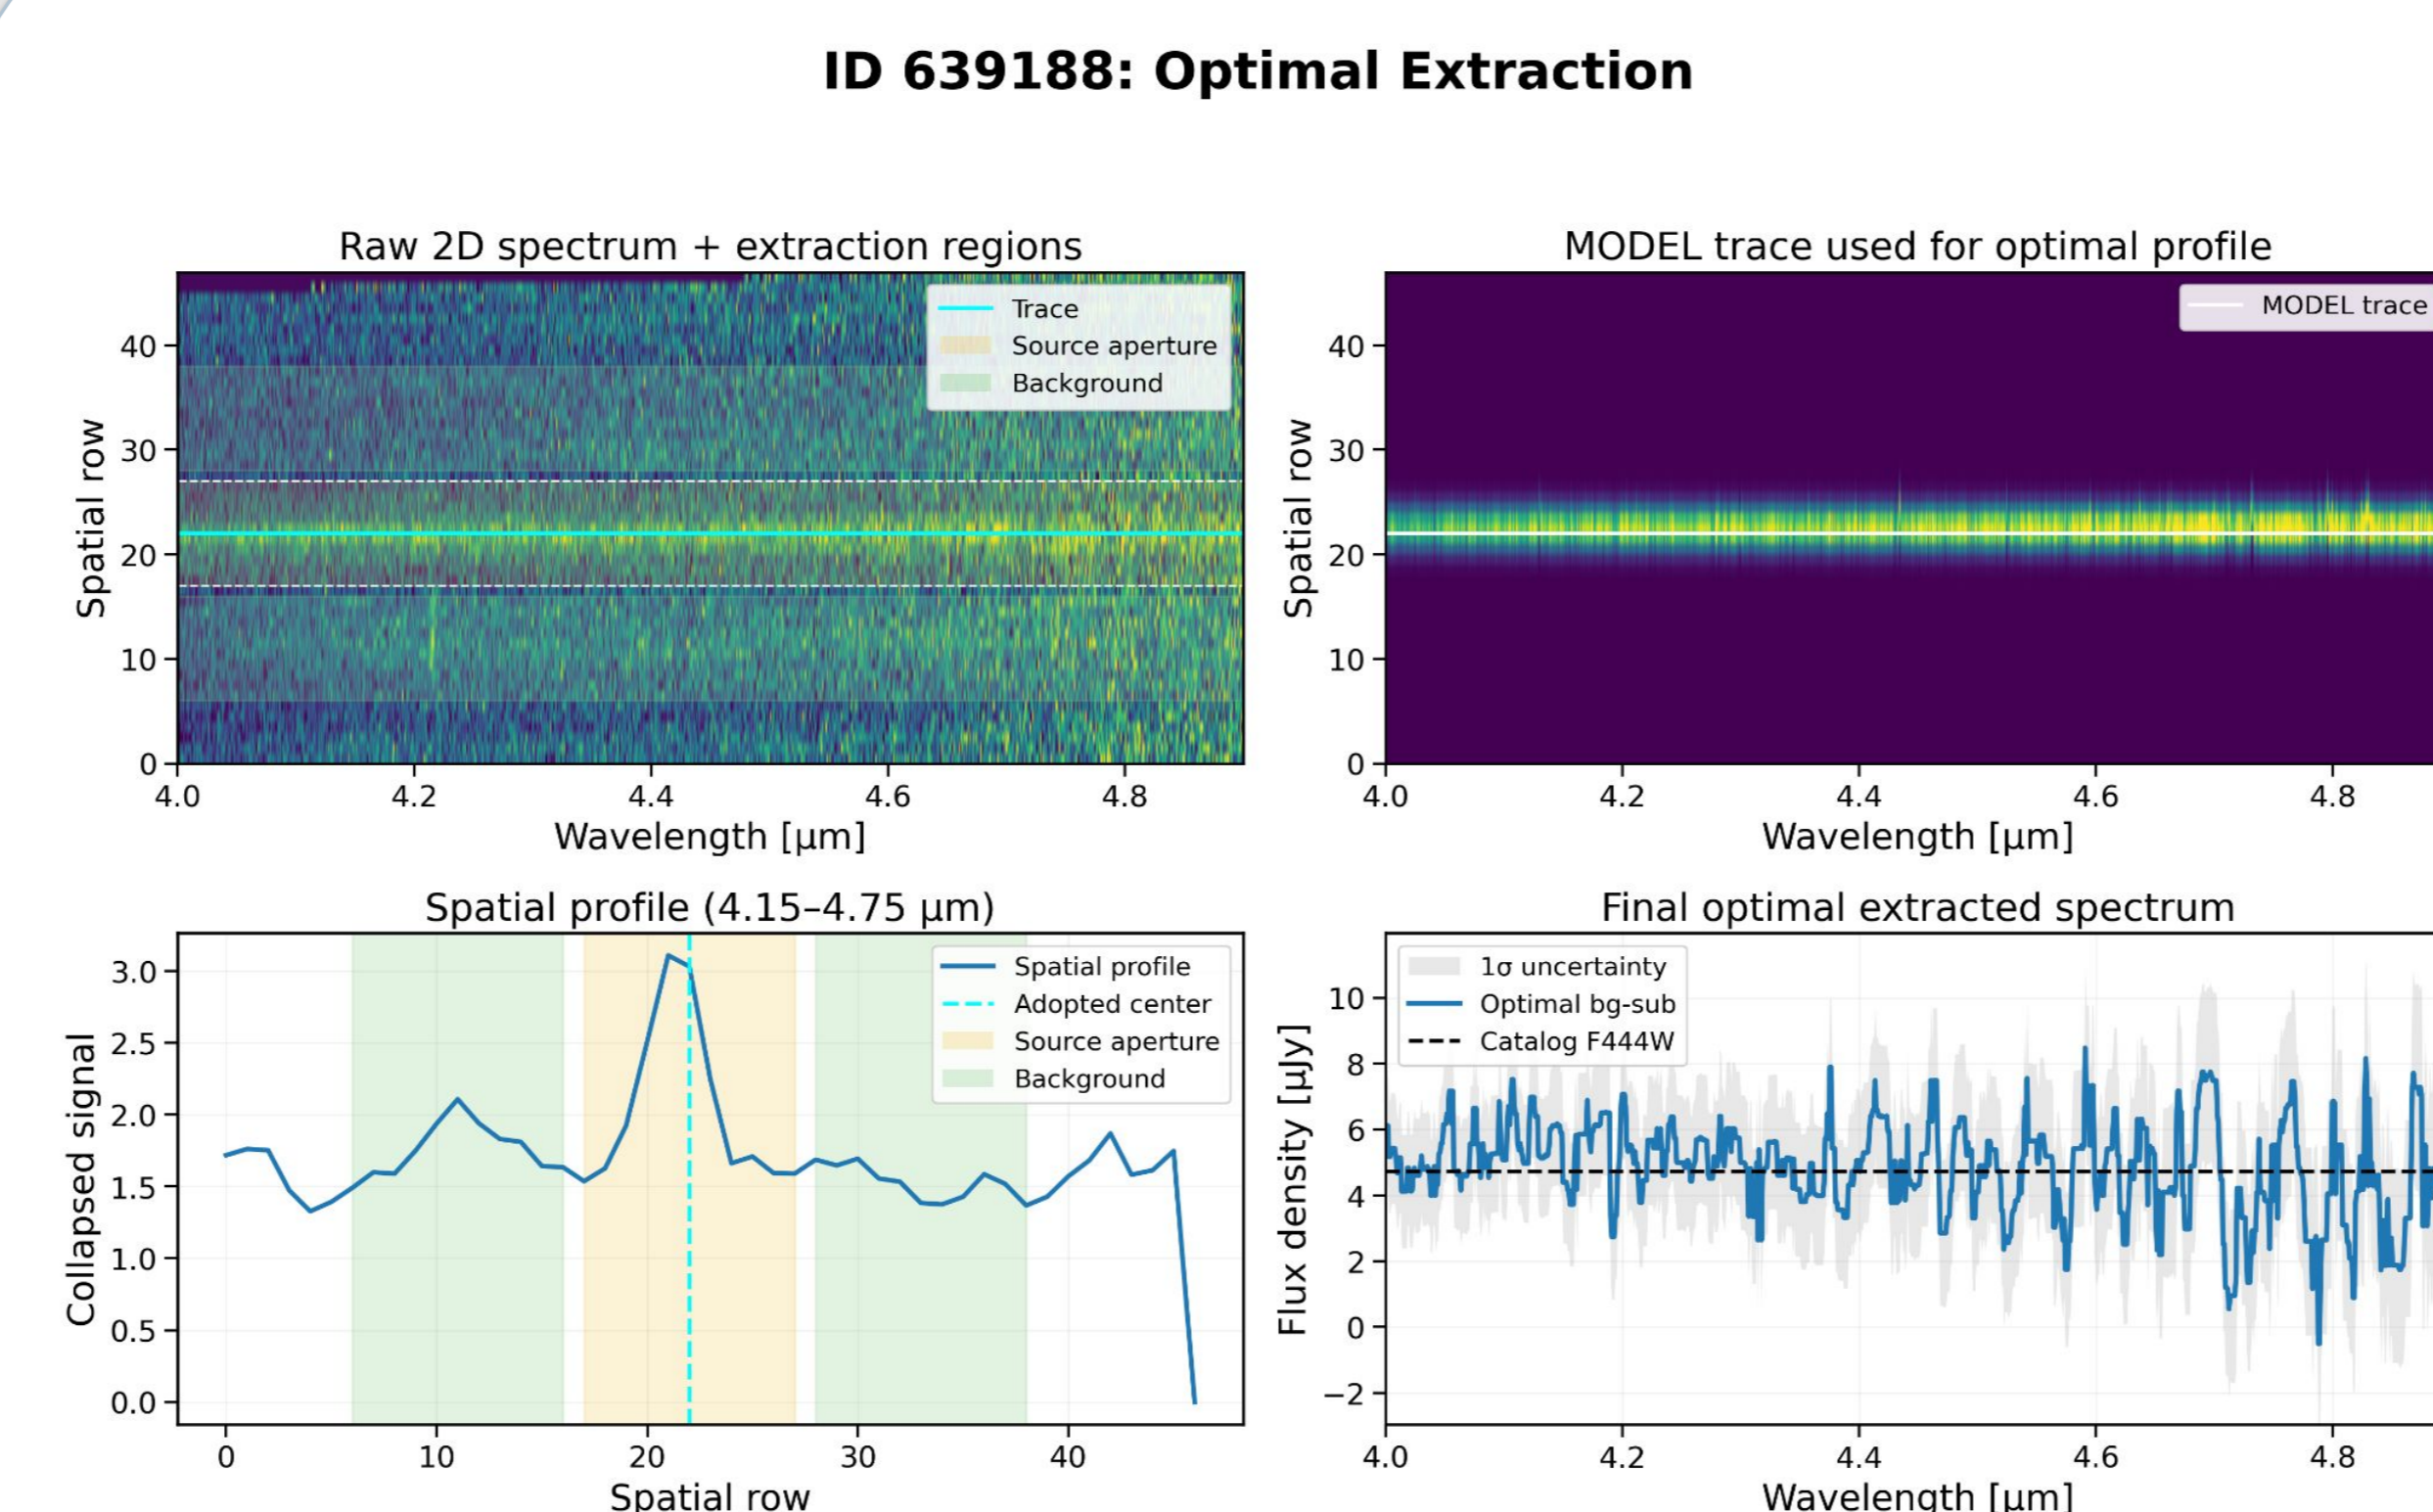 ID 639188: Optimal Extraction
Raw 2D spectrum + extraction regions
Trace
Source aperture
Background
40
30
20
10
0
Spatial row
4.0 4.2 4.4 4.6 4.8
Wavelength [µm]
MODEL trace used for optimal profile
MODEL trace
40
30
20
10
0
Spatial row
4.0 4.2 4.4 4.6 4.8
Wavelength [µm]
Spatial profile (4.15–4.75 µm)
Spatial profile
Adopted center
Source aperture
Background
3.0
2.5
2.0
1.5
1.0
0.5
0.0
Collapsed signal
0 10 20 30 40
Spatial row
Final optimal extracted spectrum
1σ uncertainty
Optimal bg-sub
Catalog F444W
10
8
6
4
2
0
−2
Flux density [µJy]
4.0 4.2 4.4 4.6 4.8
Wavelength [µm]